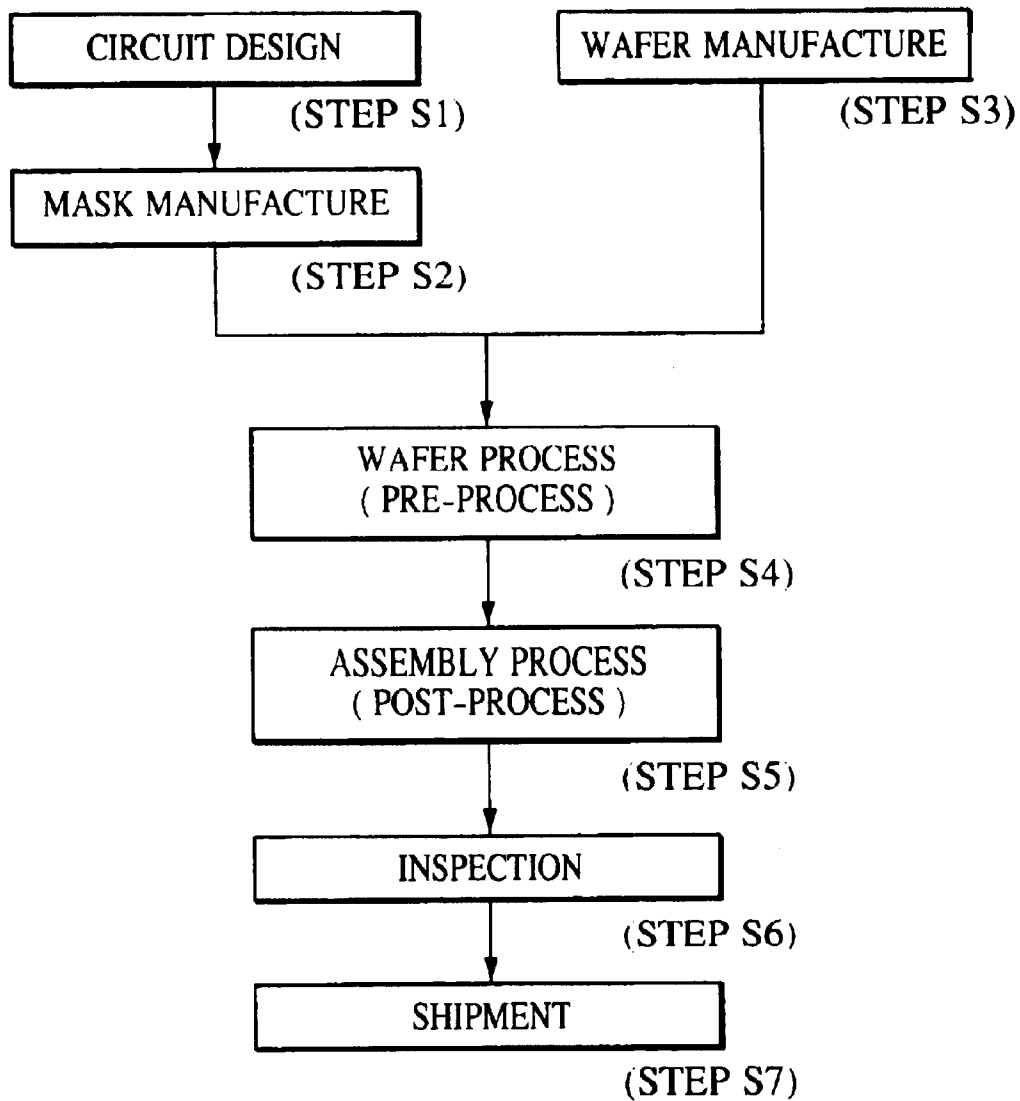 CIRCUIT DESIGN
(STEP S1)
WAFER MANUFACTURE
(STEP S3)
MASK MANUFACTURE
(STEP S2)
WAFER PROCESS
( PRE-PROCESS )
(STEP S4)
ASSEMBLY PROCESS
( POST-PROCESS )
(STEP S5)
INSPECTION
(STEP S6)
SHIPMENT
(STEP S7)